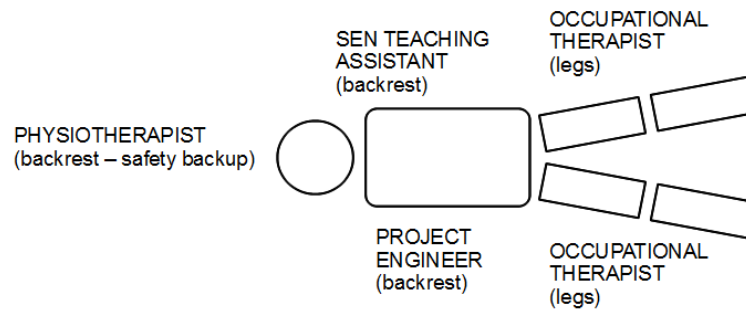 OCCUPATIONAL
THERAPIST
(legs)
SEN TEACHING
ASSISTANT
(backrest)
PHYSIOTHERAPIST
(backrest – safety backup)
PROJECT
ENGINEER
(backrest)
OCCUPATIONAL
THERAPIST
(legs)